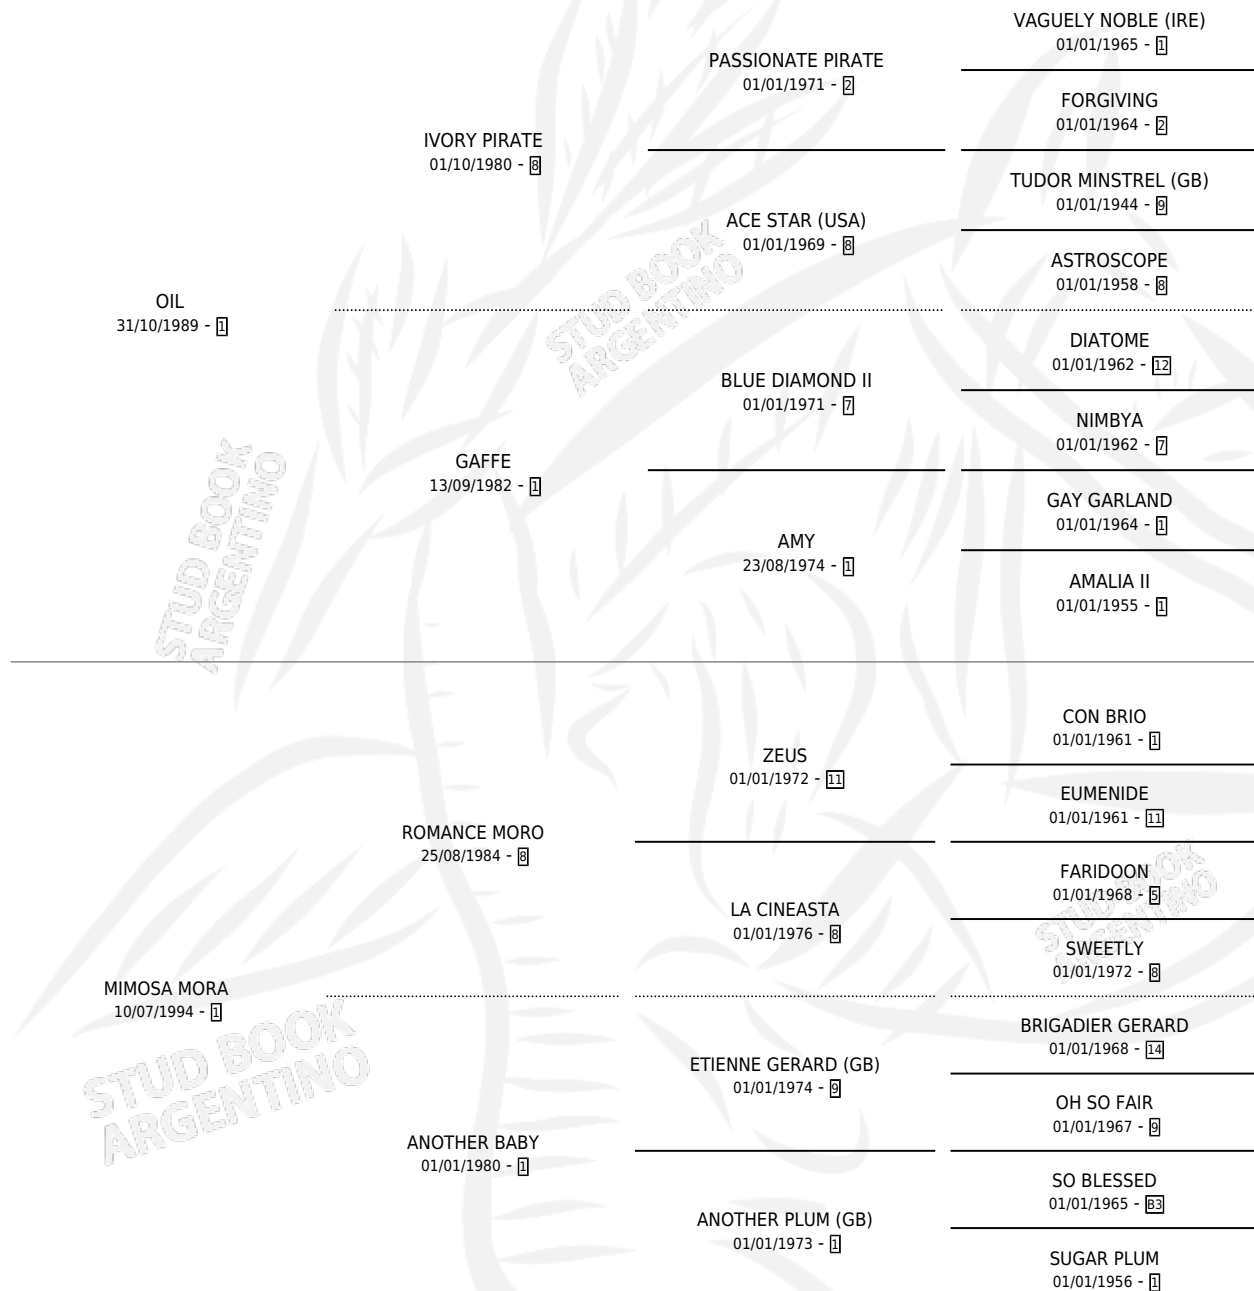 VAGUELY NOBLE (IRE)
01/01/1965 - 1
PASSIONATE PIRATE
01/01/1971 - 2
FORGIVING
01/01/1964 - 2
IVORY PIRATE
01/10/1980 - 8
TUDOR MINSTREL (GB)
01/01/1944 - 9
ACE STAR (USA)
01/01/1969 - 8
ASTROSCOPE
01/01/1958 - 8
STUD BOOK
ARGENTINO
OIL
31/10/1989 - 1
DIATOME
01/01/1962 - 12
BLUE DIAMOND II
01/01/1971 - 7
NIMBYA
01/01/1962 - 7
GAFFE
13/09/1982 - 1
GAY GARLAND
01/01/1964 - 1
AMY
23/08/1974 - 1
AMALIA II
01/01/1955 - 1
STUD BOOK
ARGENTINO
CON BRIO
01/01/1961 - 1
ZEUS
01/01/1972 - 11
EUMENIDE
01/01/1961 - 11
ROMANCE MORO
25/08/1984 - 8
FARIDOON
01/01/1968 - 5
LA CINEASTA
01/01/1976 - 8
SWEETLY
01/01/1972 - 8
STUD BOOK
ARGENTINO
MIMOSA MORA
10/07/1994 - 1
BRIGADIER GERARD
01/01/1968 - 14
ETIENNE GERARD (GB)
01/01/1974 - 9
OH SO FAIR
01/01/1967 - 9
STUD BOOK
ARGENTINO
ANOTHER BABY
01/01/1980 - 1
SO BLESSED
01/01/1965 - B3
ANOTHER PLUM (GB)
01/01/1973 - 1
SUGAR PLUM
01/01/1956 - 1